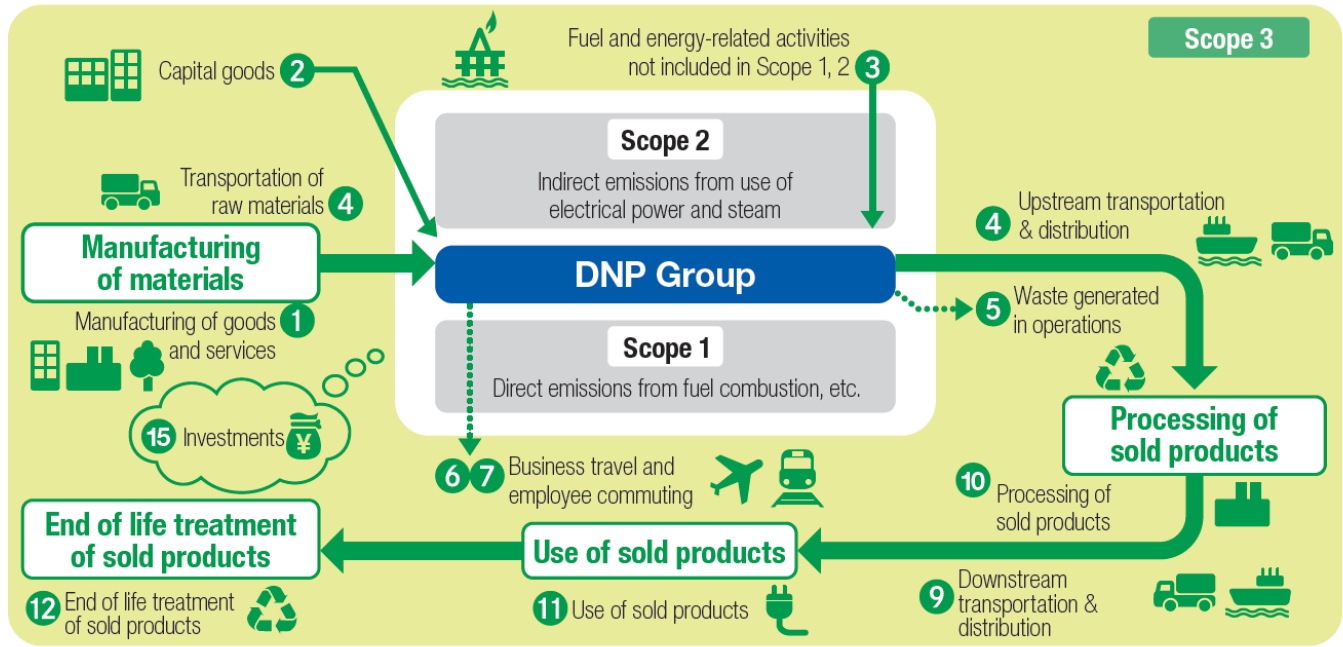 Scope 3
Capital goods 2
Fuel and energy-related activities
not included in Scope 1, 2 3
Scope 2
Indirect emissions from use of
electrical power and steam
Transportation of
raw materials 4
Manufacturing
of materials
Manufacturing of goods 1
and services
DNP Group
4 Upstream transportation
& distribution
5 Waste generated
in operations
Scope 1
Direct emissions from fuel combustion, etc.
15 Investments ¥
Processing of
sold products
6 7 Business travel and
employee commuting
10 Processing of
sold products
End of life treatment
of sold products
Use of sold products
12 End of life treatment
of sold products
11 Use of sold products
9 Downstream
transportation &
distribution